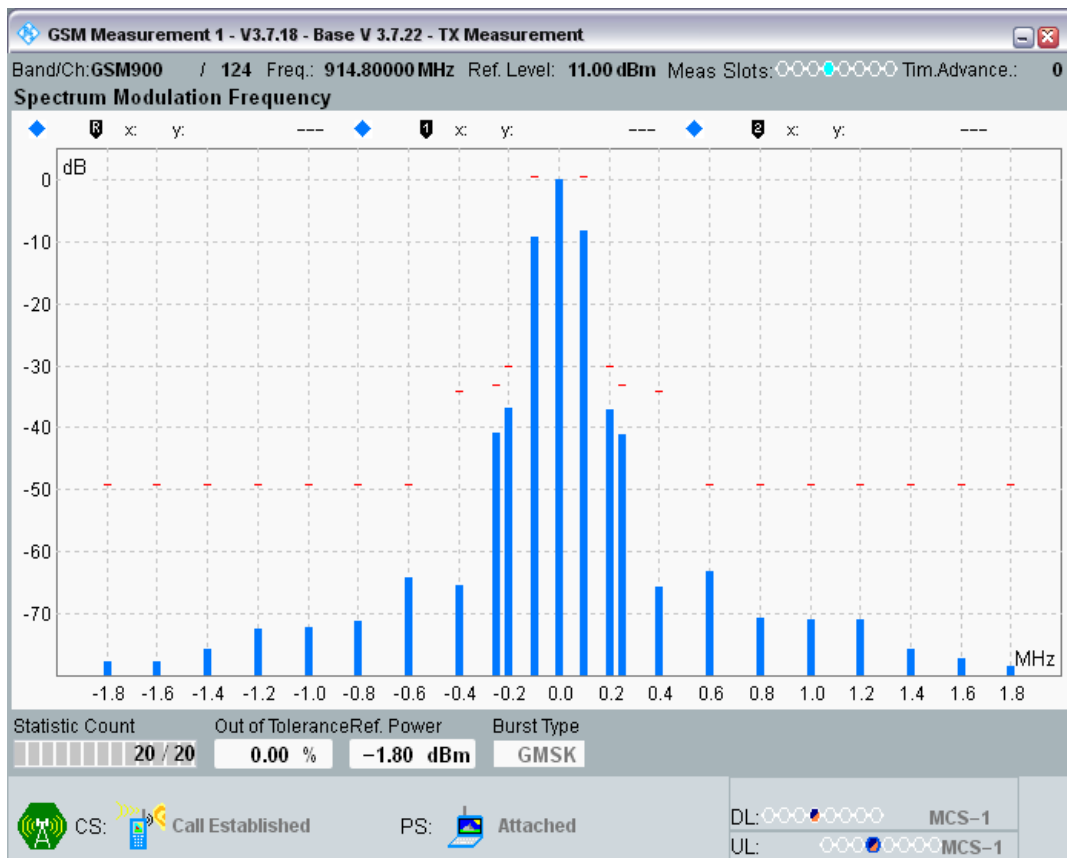 GSM Measurement 1 - V3.7.18 - Base V 3.7.22 - TX Measurement
Band/Ch:GSM900 / 124 Freq.: 914.80000 MHz Ref. Level: 11.00 dBm Meas Slots: Tim.Advance.: 0
Spectrum Modulation Frequency
R x: y: --- 1 x: y: --- 2 x: y: ---
dB
0
-10
-20
-30
-40
-50
-60
-70
MHz
-1.8 -1.6 -1.4 -1.2 -1.0 -0.8 -0.6 -0.4 -0.2 0.0 0.2 0.4 0.6 0.8 1.0 1.2 1.4 1.6 1.8
Statistic Count Out of Tolerance Ref. Power Burst Type
20 / 20 0.00 % −1.80 dBm GMSK
CS: Call Established PS: Attached
DL: MCS−1
UL: MCS−1